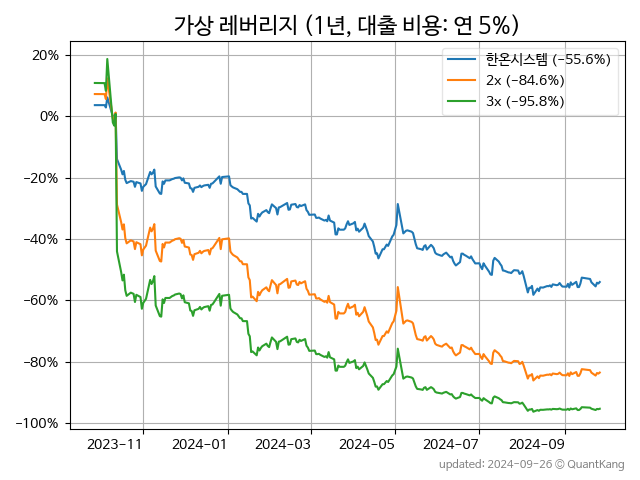 가상 레버리지 (1년, 대출 비용: 연 5%)
한온시스템 (-55.6%)
2x (-84.6%)
3x (-95.8%)
20%
0%
-20%
-40%
-60%
-80%
-100%
2023-11 2024-01 2024-03 2024-05 2024-07 2024-09
updated: 2024-09-26 © QuantKang